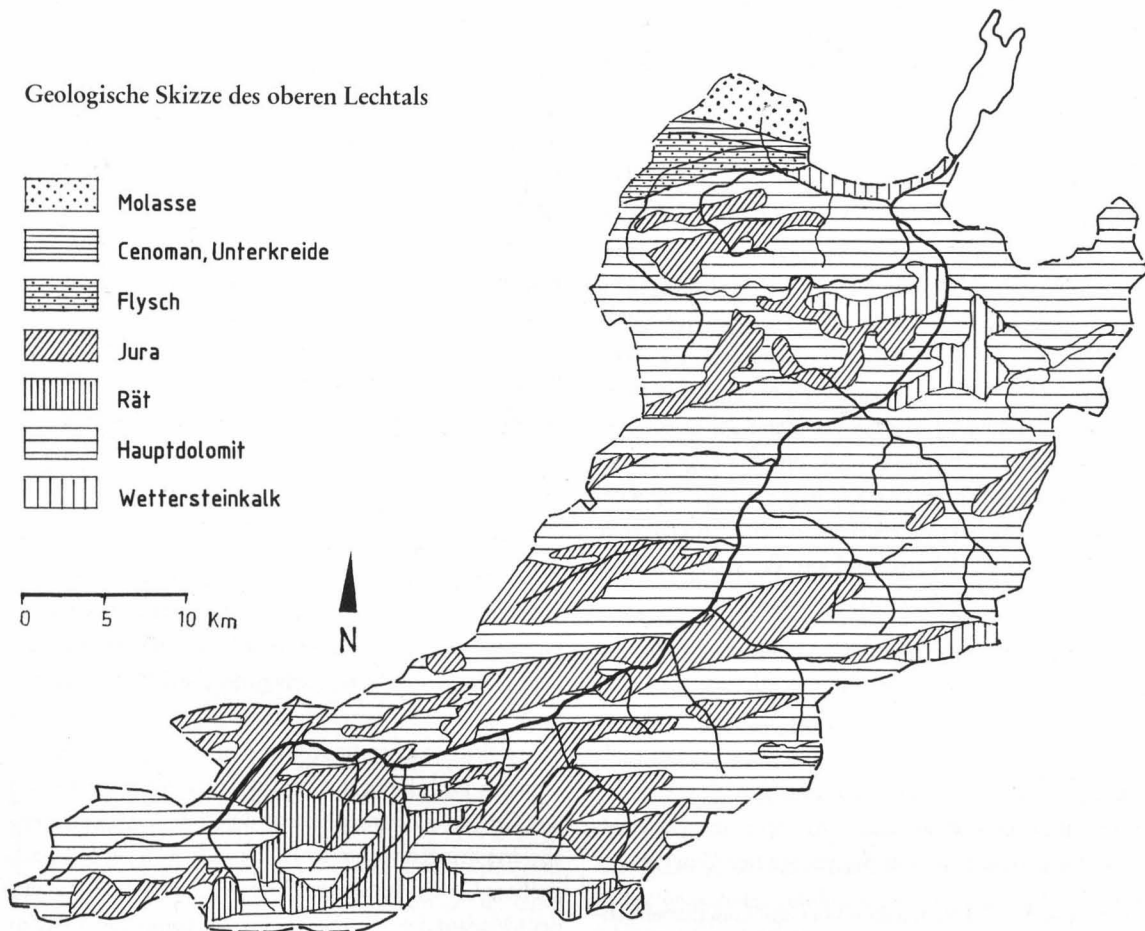 Geologische Skizze des oberen Lechtals
Molasse
Cenoman, Unterkreide
Flysch
Jura
Rät
Hauptdolomit
Wettersteinkalk
0 5 10 Km
N